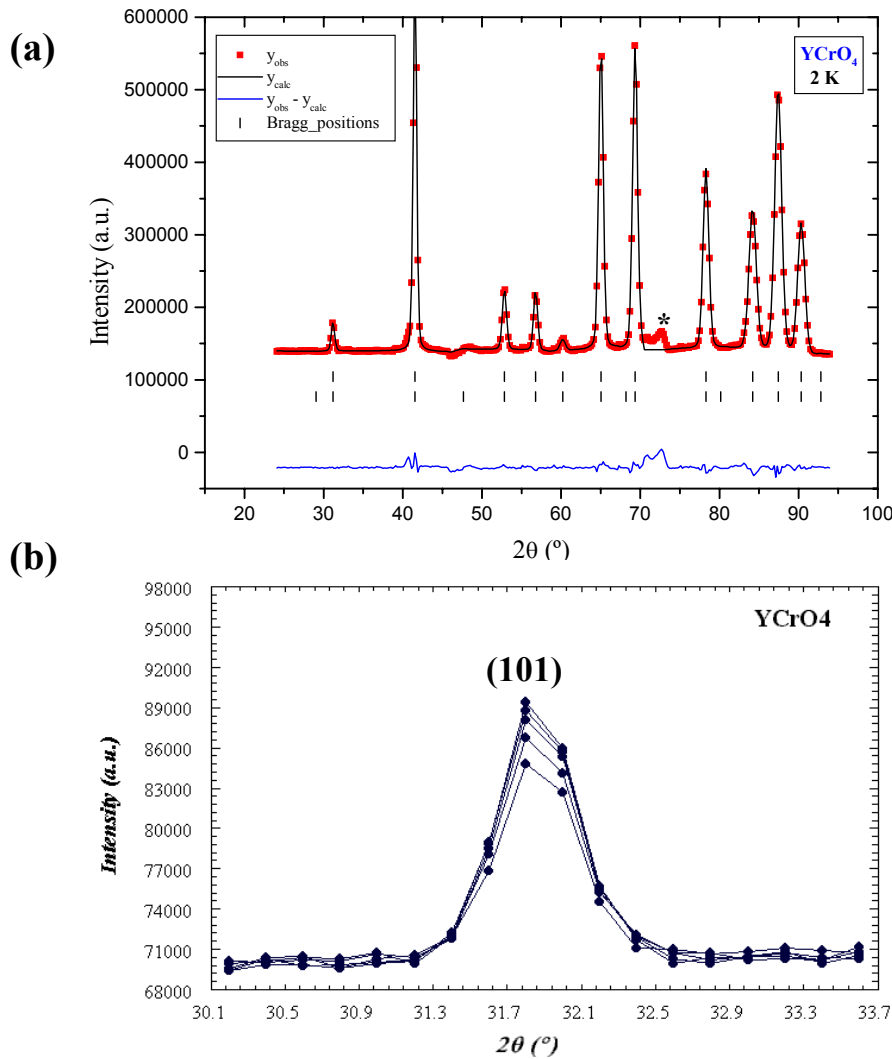 (a)
600000
500000
400000
300000
200000
100000
0
Intensity (a.u.)
y_obs
y_calc
y_obs - y_calc
Bragg_positions
YCrO₄
2 K
*
20 30 40 50 60 70 80 90 100
2θ (º)
(b)
98000
95000
92000
89000
86000
83000
80000
77000
74000
71000
68000
Intensity (a.u.)
YCrO4
(101)
30.1 30.5 30.9 31.3 31.7 32.1 32.5 32.9 33.3 33.7
2θ (°)